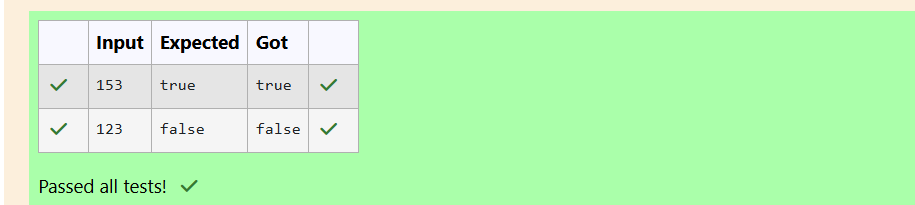 Input Expected Got
153 true true
123 false false
Passed all tests!